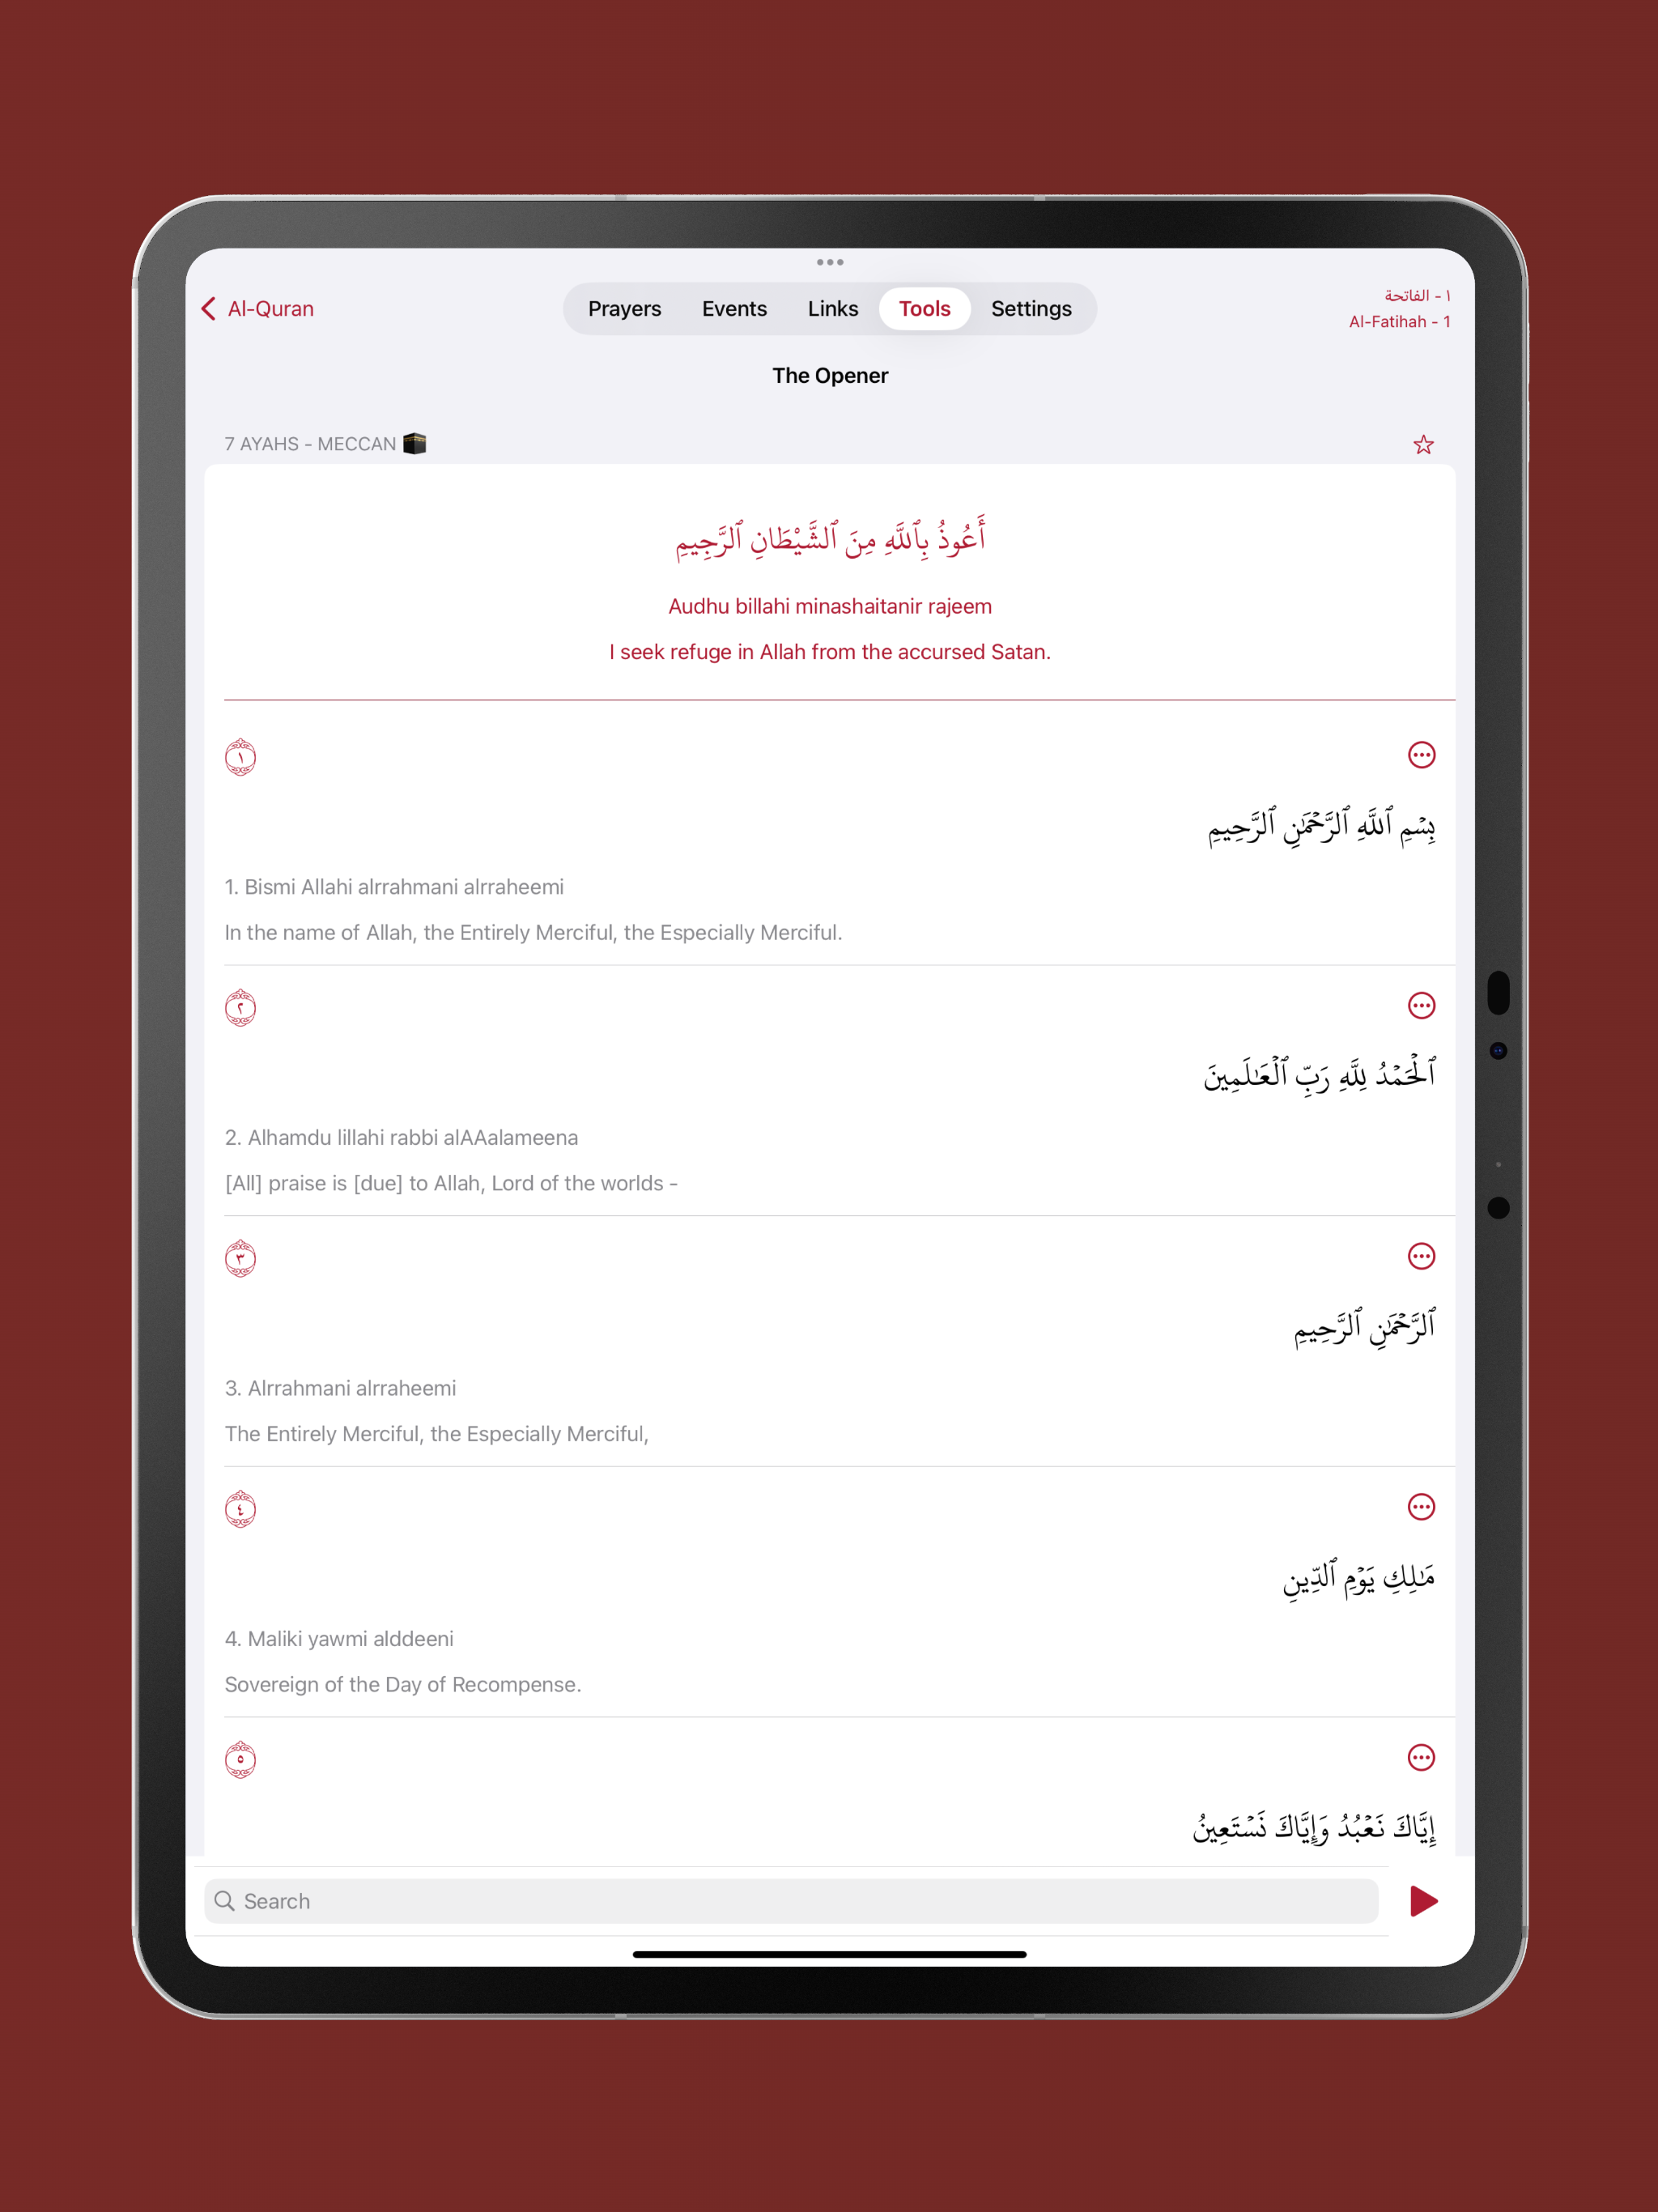 Al-Quran
Prayers Events Links Tools Settings
١ - الفاتحة
Al-Fatihah - 1
The Opener
7 AYAHS - MECCAN
أَعُوذُ بِٱللَّهِ مِنَ ٱلشَّيْطَانِ ٱلرَّجِيمِ
Audhu billahi minashaitanir rajeem
I seek refuge in Allah from the accursed Satan.
١
بِسۡمِ ٱللَّهِ ٱلرَّحۡمَٰنِ ٱلرَّحِيمِ
1. Bismi Allahi alrrahmani alrraheemi
In the name of Allah, the Entirely Merciful, the Especially Merciful.
٢
ٱلۡحَمۡدُ لِلَّهِ رَبِّ ٱلۡعَٰلَمِينَ
2. Alhamdu lillahi rabbi alAAalameena
[All] praise is [due] to Allah, Lord of the worlds -
٣
ٱلرَّحۡمَٰنِ ٱلرَّحِيمِ
3. Alrrahmani alrraheemi
The Entirely Merciful, the Especially Merciful,
٤
مَٰلِكِ يَوۡمِ ٱلدِّينِ
4. Maliki yawmi alddeeni
Sovereign of the Day of Recompense.
٥
إِيَّاكَ نَعۡبُدُ وَإِيَّاكَ نَسۡتَعِينُ
Search